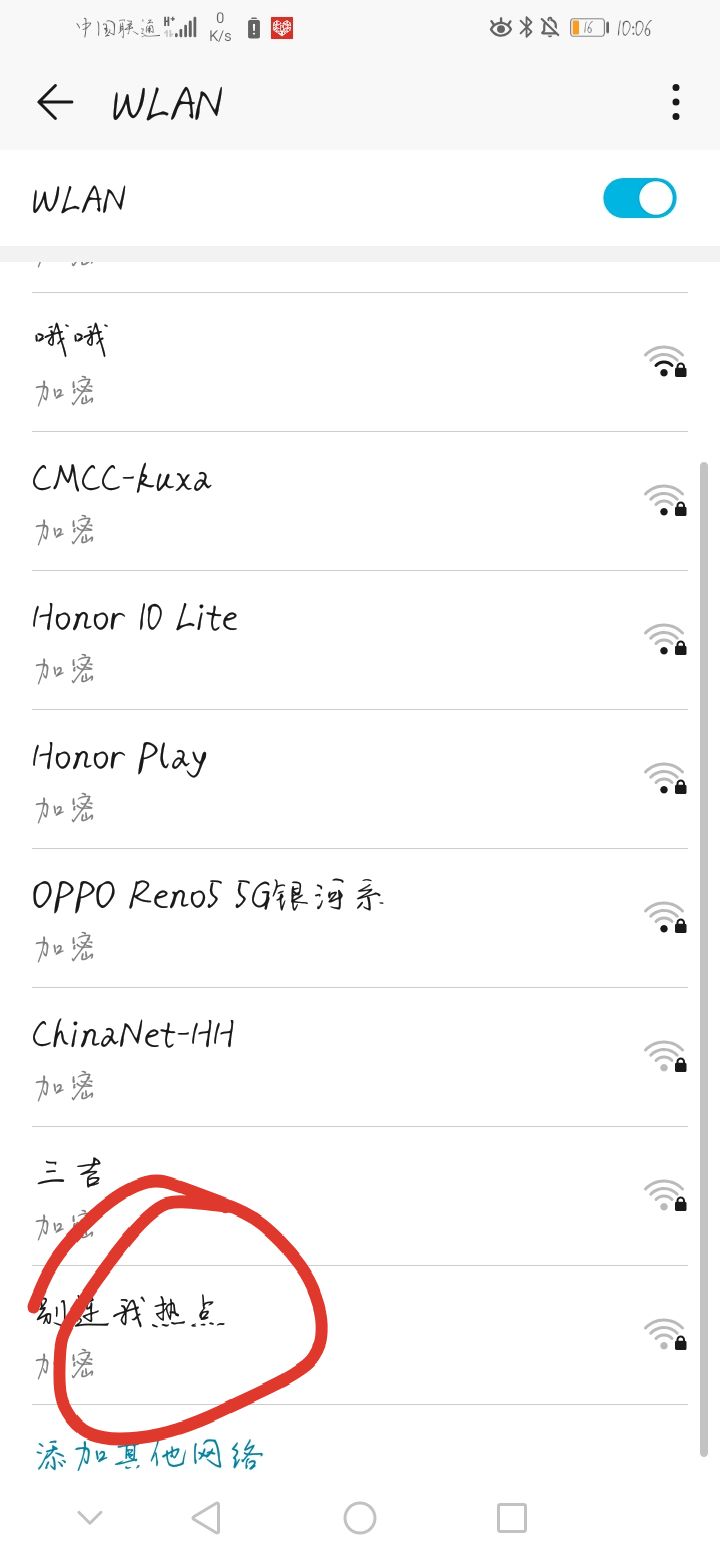 中国联通 H+ 0 K/s 16 10:06
WLAN
WLAN
哦哦
加密
CMCC-kuxa
加密
Honor 10 Lite
加密
Honor Play
加密
OPPO Reno5 5G银河系
加密
ChinaNet-HH
加密
三吉
加密
别连我热点
加密
添加其他网络